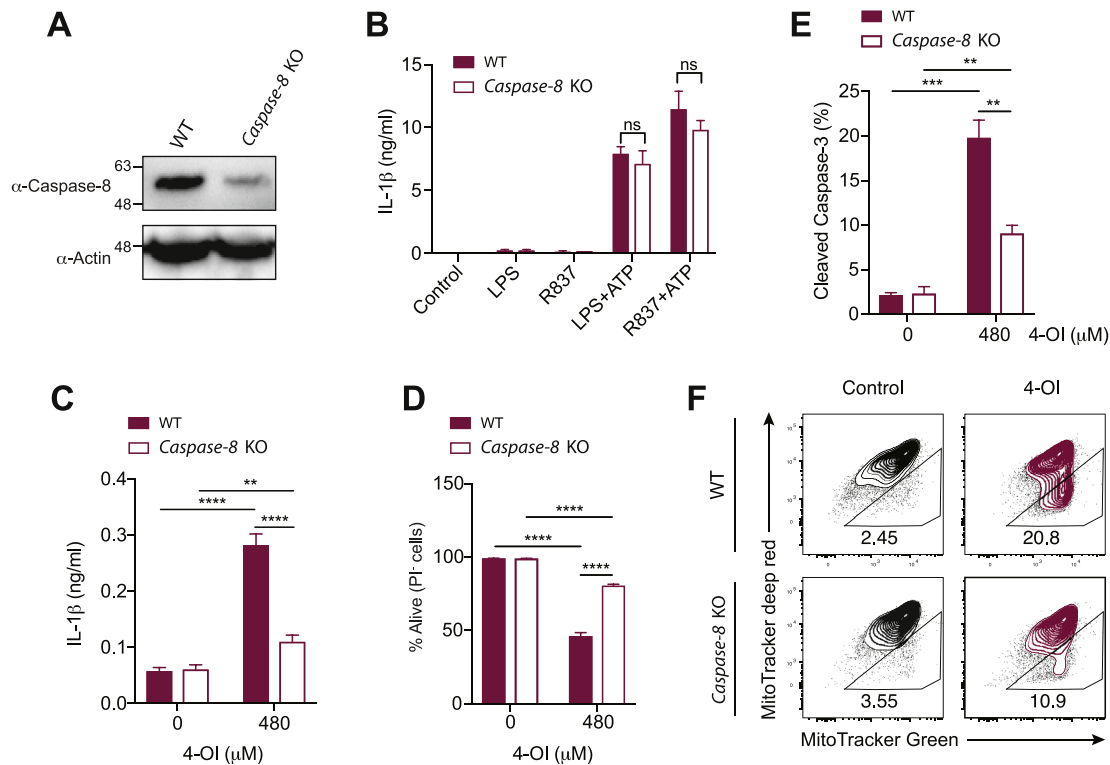 A
WT
Caspase-8 KO
α-Caspase-8
63
48
α-Actin
48
B
WT
Caspase-8 KO
IL-1β (ng/ml)
15
10
5
0
ns
ns
Control
LPS
R837
LPS+ATP
R837+ATP
E
WT
Caspase-8 KO
Cleaved Caspase-3 (%)
25
20
15
10
5
0
**
***
**
0
480
4-OI (μM)
C
WT
Caspase-8 KO
IL-1β (ng/ml)
0.4
0.3
0.2
0.1
0.0
**
****
****
0
480
4-OI (μM)
D
WT
Caspase-8 KO
% Alive (PI⁻ cells)
150
100
50
0
****
****
****
0
480
4-OI (μM)
F
Control
4-OI
WT
2.45
20.8
Caspase-8 KO
3.55
10.9
MitoTracker deep red
MitoTracker Green